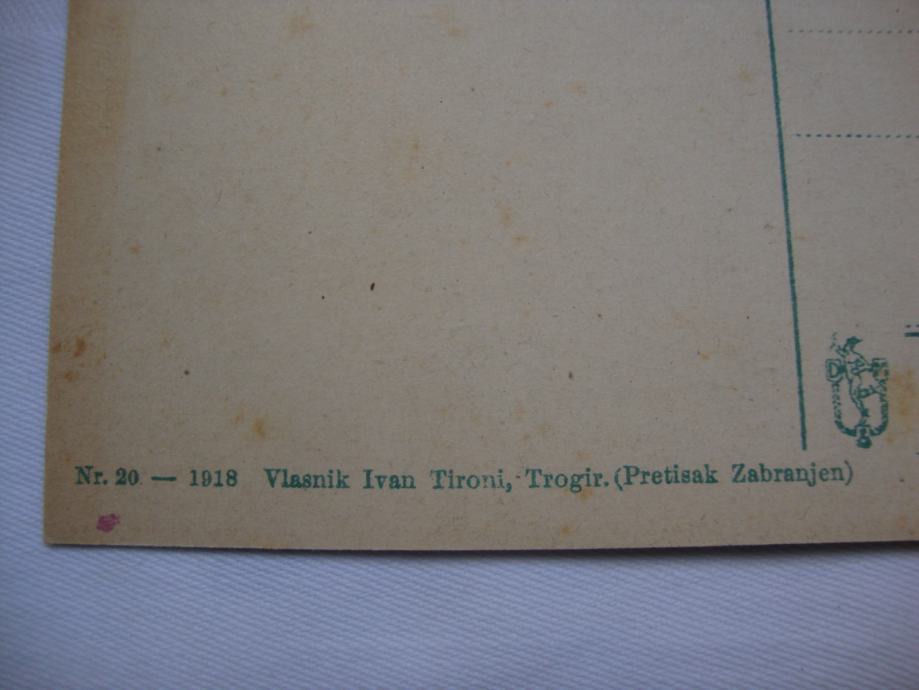 Nr. 20 — 1918 Vlasnik Ivan Tironi, Trogir. (Pretisak Zabranjen)